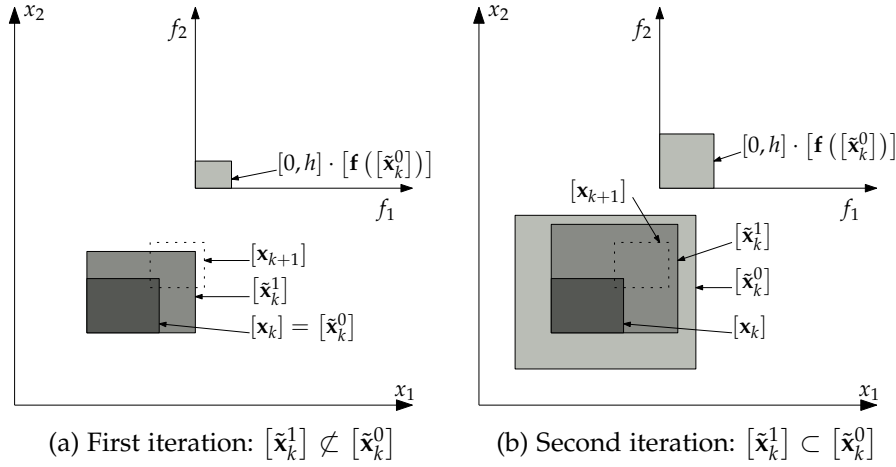 x₂
f₂
[0, h] · [f ([x̃ₖ⁰])]
f₁
[xₖ₊₁]
[x̃ₖ¹]
[xₖ] = [x̃ₖ⁰]
x₁
(a) First iteration: [x̃ₖ¹] ⊄ [x̃ₖ⁰]
x₂
f₂
[0, h] · [f ([x̃ₖ⁰])]
[xₖ₊₁]
f₁
[x̃ₖ¹]
[x̃ₖ⁰]
[xₖ]
x₁
(b) Second iteration: [x̃ₖ¹] ⊂ [x̃ₖ⁰]